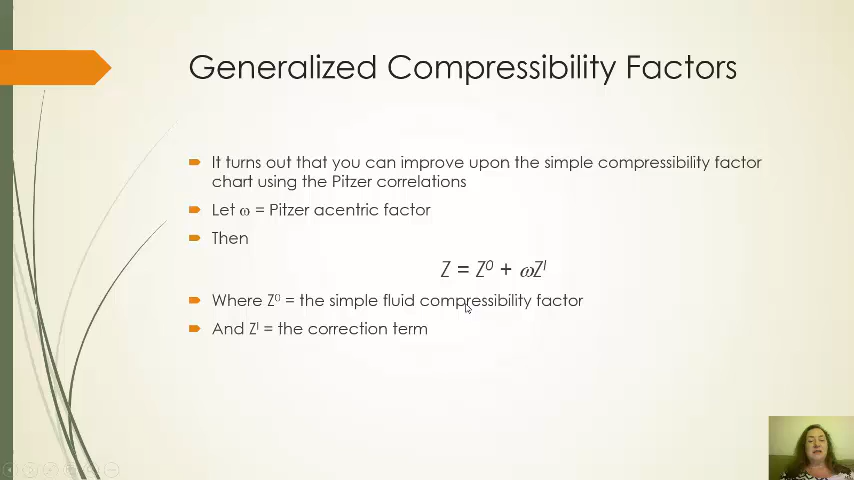 Generalized Compressibility Factors
It turns out that you can improve upon the simple compressibility factor
chart using the Pitzer correlations
Let ω = Pitzer acentric factor
Then
Z = Z⁰ + ωZ¹
Where Z⁰ = the simple fluid compressibility factor
And Z¹ = the correction term